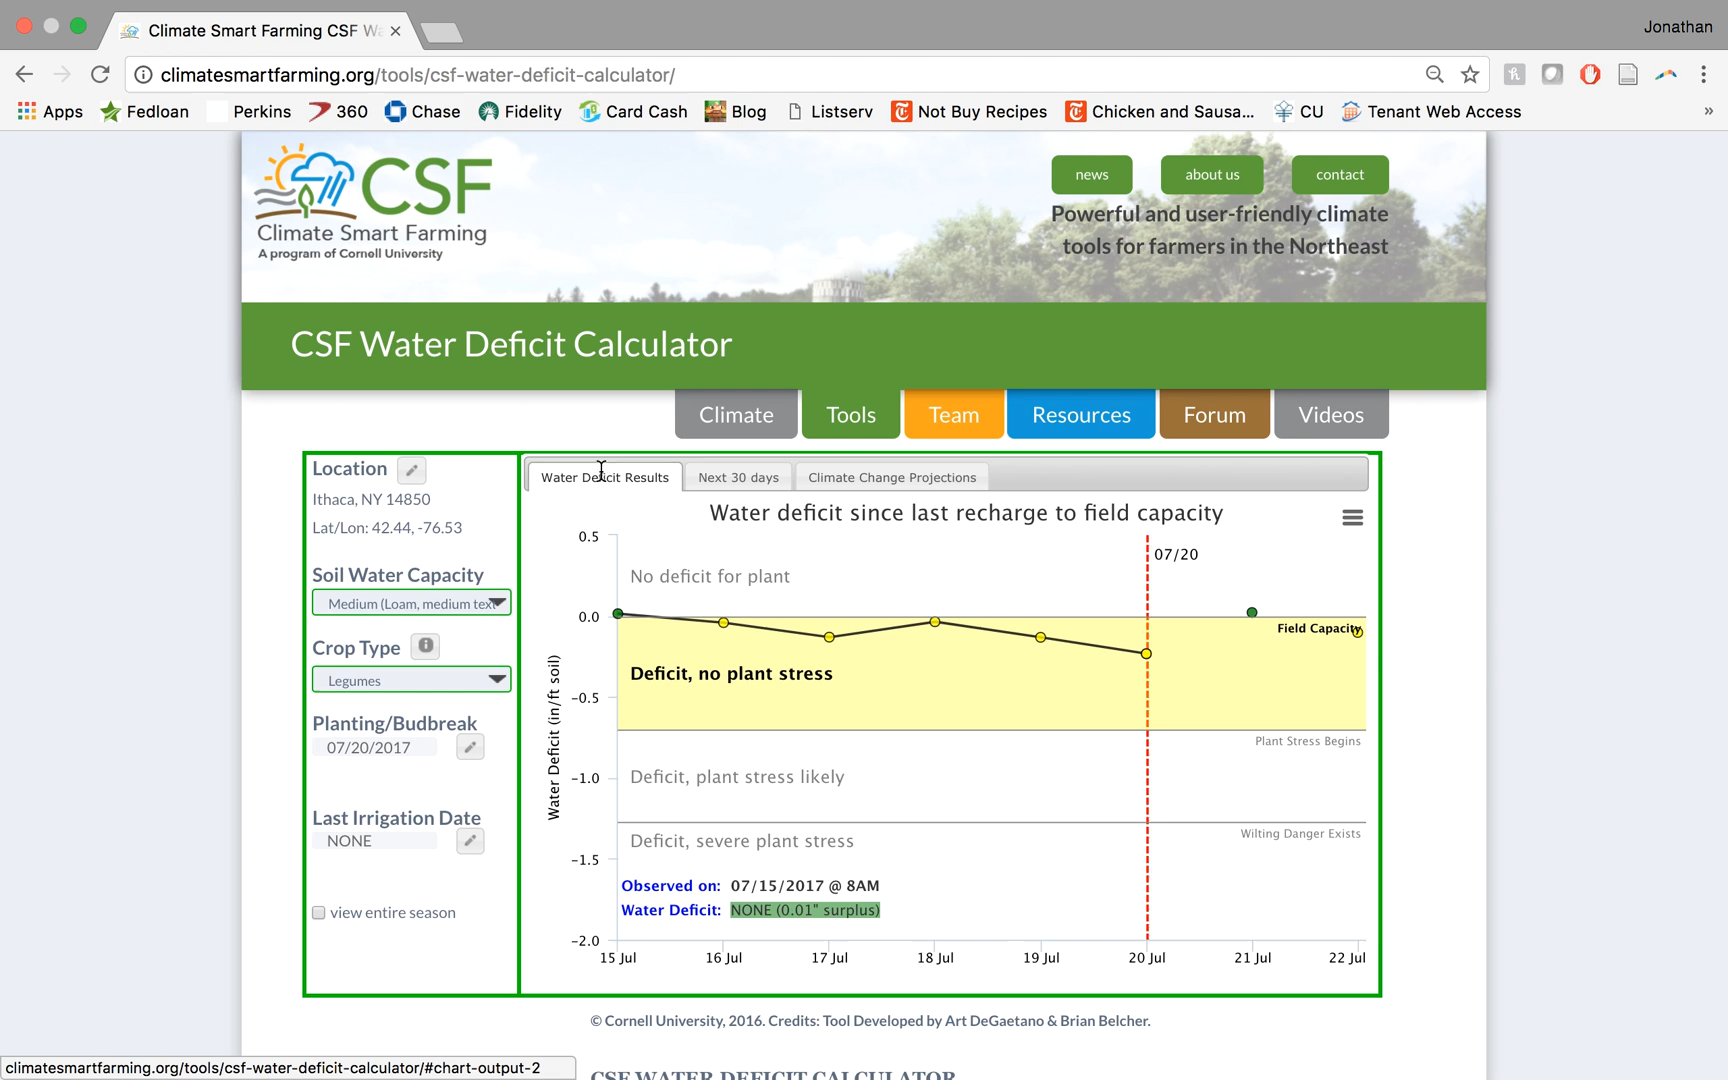 Climate Smart Farming CSF Wa
Jonathan
climatesmartfarming.org/tools/csf-water-deficit-calculator/
Apps Fedloan Perkins 360 Chase Fidelity Card Cash Blog Listserv Not Buy Recipes Chicken and Sausa... CU Tenant Web Access »
CSF
Climate Smart Farming
A program of Cornell University
news about us contact
Powerful and user-friendly climate
tools for farmers in the Northeast
CSF Water Deficit Calculator
Climate Tools Team Resources Forum Videos
Location
Ithaca, NY 14850
Lat/Lon: 42.44, -76.53
Soil Water Capacity
Medium (Loam, medium text
Crop Type
Legumes
Planting/Budbreak
07/20/2017
Last Irrigation Date
NONE
view entire season
Water Deficit Results Next 30 days Climate Change Projections
Water deficit since last recharge to field capacity
0.5
07/20
No deficit for plant
0.0
Field Capacity
Deficit, no plant stress
−0.5
Plant Stress Begins
Water Deficit (in/ft soil)
−1.0
Deficit, plant stress likely
Wilting Danger Exists
Deficit, severe plant stress
−1.5
Observed on: 07/15/2017 @ 8AM
Water Deficit: NONE (0.01" surplus)
−2.0
15 Jul 16 Jul 17 Jul 18 Jul 19 Jul 20 Jul 21 Jul 22 Jul
© Cornell University, 2016. Credits: Tool Developed by Art DeGaetano & Brian Belcher.
climatesmartfarming.org/tools/csf-water-deficit-calculator/#chart-output-2
CSF WATER DEFICIT CALCULATOR